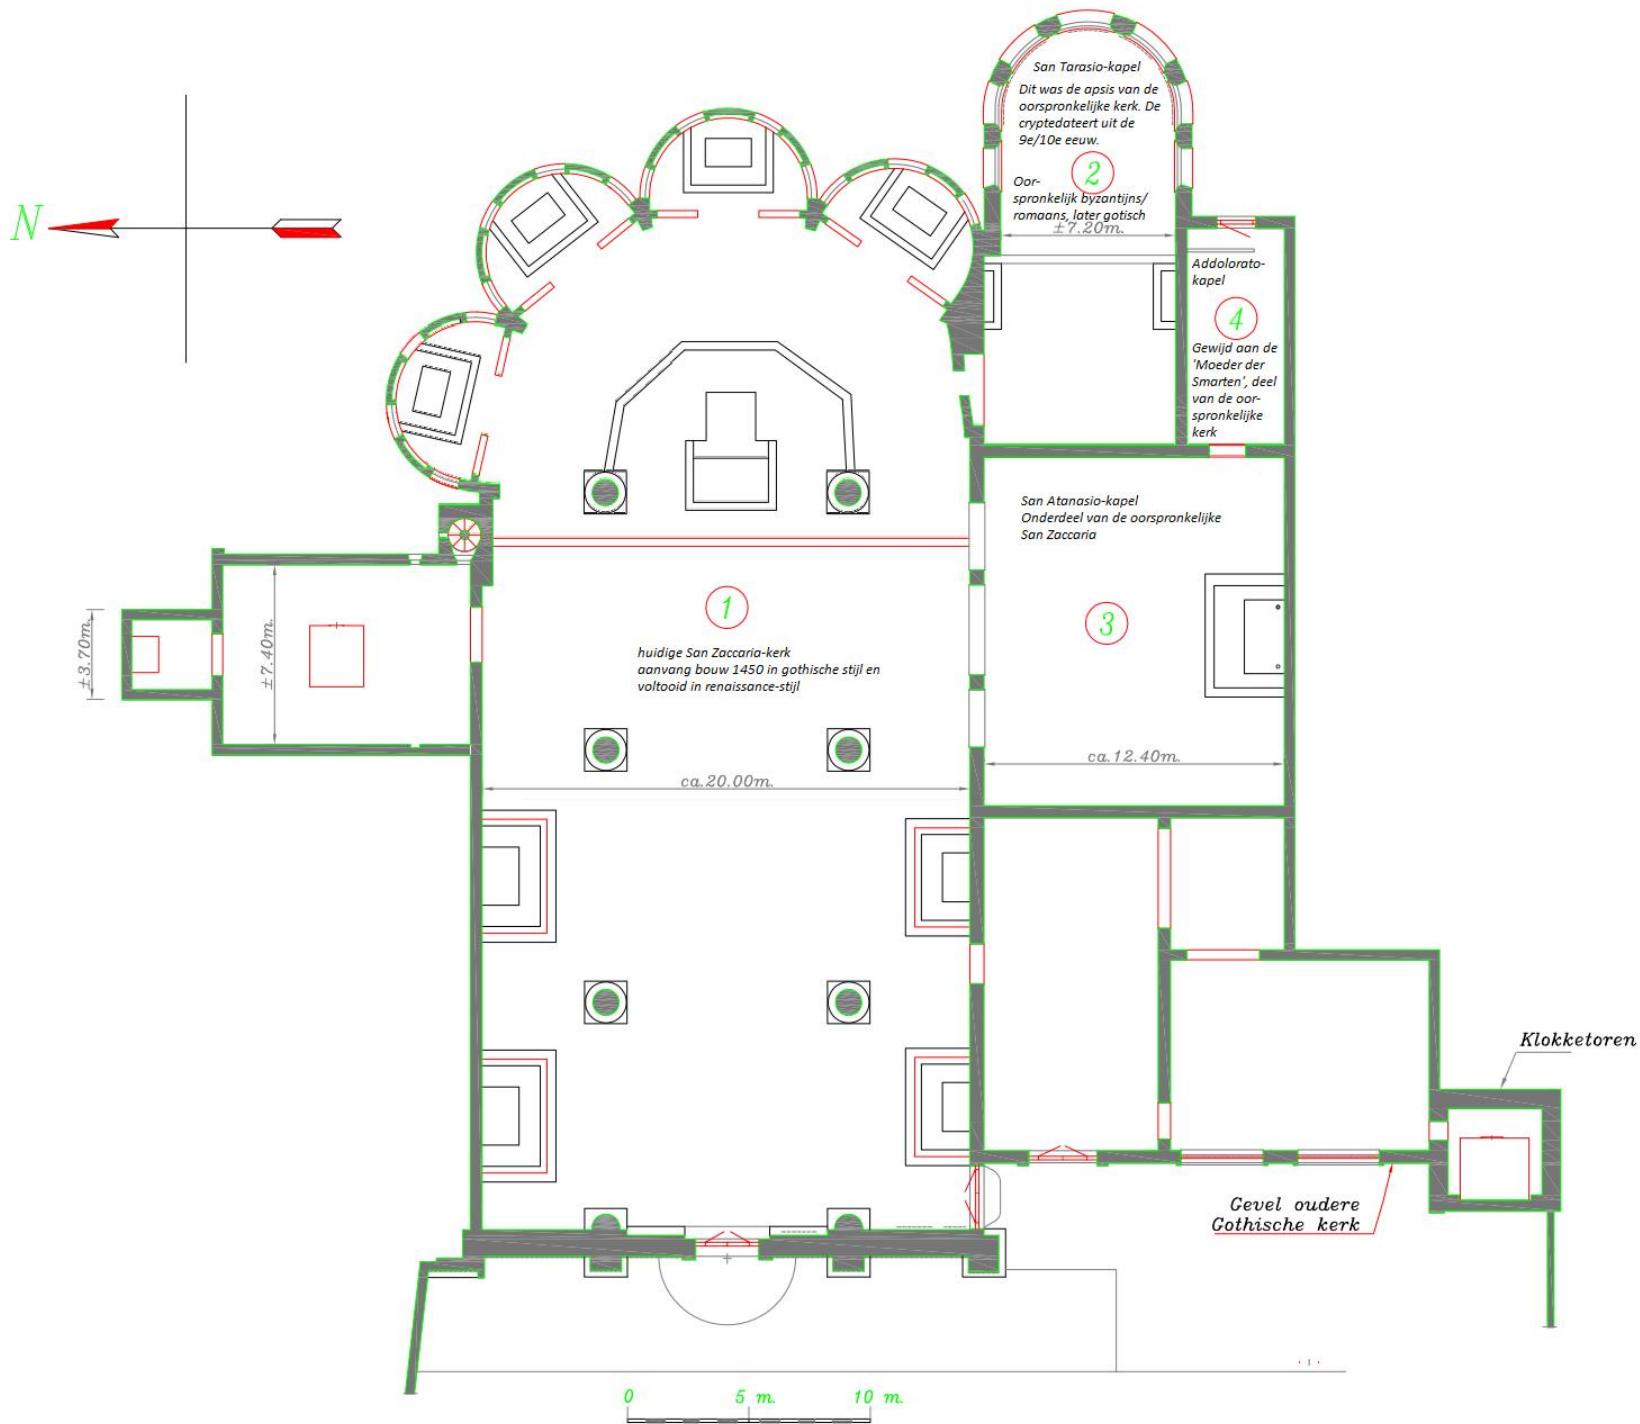 San Tarasio-kapel
Dit was de apsis van de
oorspronkelijke kerk. De
cryptedateert uit de
9e/10e eeuw.
2
Oor-
spronkelijk byzantijns/
romaans, later gotisch
±7.20m.
N
Addolorato-
kapel
4
Gewijd aan de
'Moeder der
Smarten', deel
van de oor-
spronkelijke
kerk
San Atanasio-kapel
Onderdeel van de oorspronkelijke
San Zaccaria
3
1
huidige San Zaccaria-kerk
aanvang bouw 1450 in gothische stijl en
voltooid in renaissance-stijl
±3.70m.
±7.40m.
ca.20.00m.
ca.12.40m.
Klokketoren
Gevel oudere
Gothische kerk
0 5 m. 10 m.